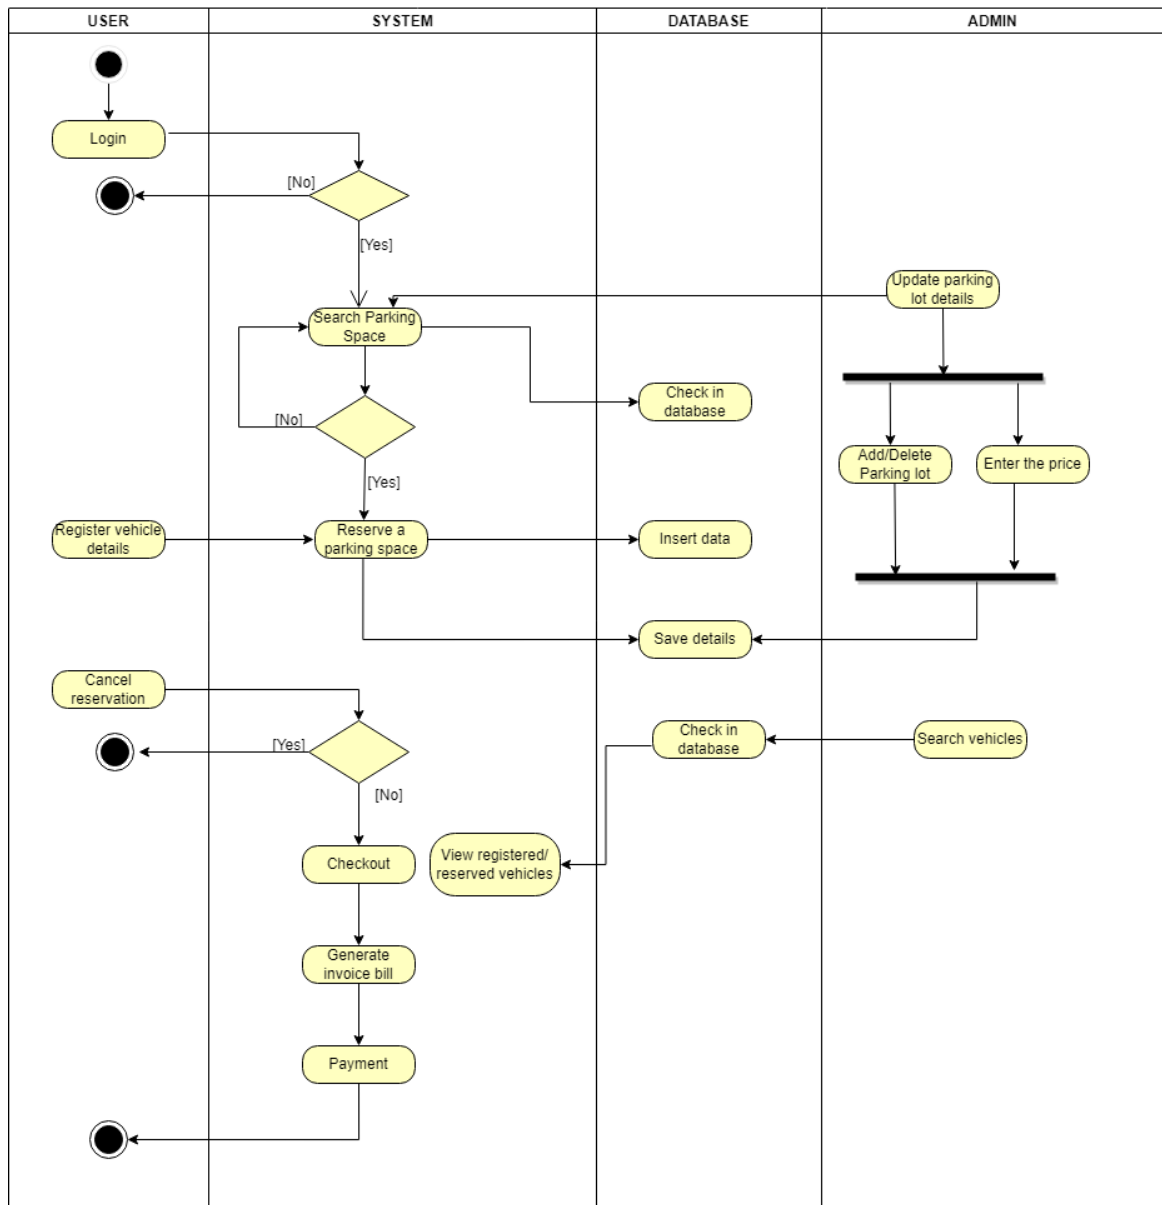 USER
SYSTEM
DATABASE
ADMIN
Login
[No]
[Yes]
Update parking
lot details
Search Parking
Space
Check in
database
[No]
Add/Delete
Parking lot
Enter the price
[Yes]
Register vehicle
details
Reserve a
parking space
Insert data
Save details
Cancel
reservation
[Yes]
Check in
database
Search vehicles
[No]
Checkout
View registered/
reserved vehicles
Generate
invoice bill
Payment